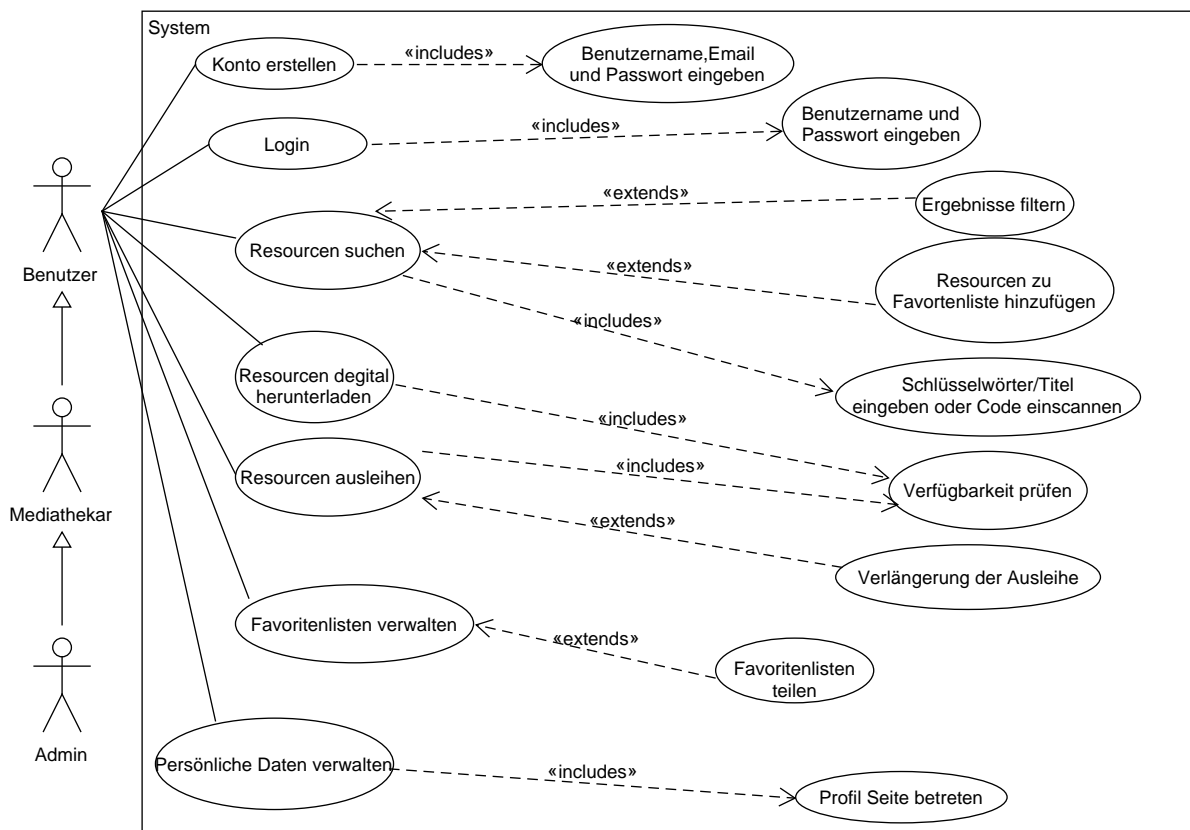 System
Konto erstellen
«includes»
Benutzername,Email
und Passwort eingeben
Login
«includes»
Benutzername und
Passwort eingeben
Benutzer
Resourcen suchen
«extends»
Ergebnisse filtern
«extends»
Resourcen zu
Favortenliste hinzufügen
«includes»
Schlüsselwörter/Titel
eingeben oder Code einscannen
Resourcen degital
herunterladen
«includes»
Mediathekar
Resourcen ausleihen
«includes»
Verfügbarkeit prüfen
«extends»
Verlängerung der Ausleihe
Favoritenlisten verwalten
«extends»
Favoritenlisten
teilen
Admin
Persönliche Daten verwalten
«includes»
Profil Seite betreten